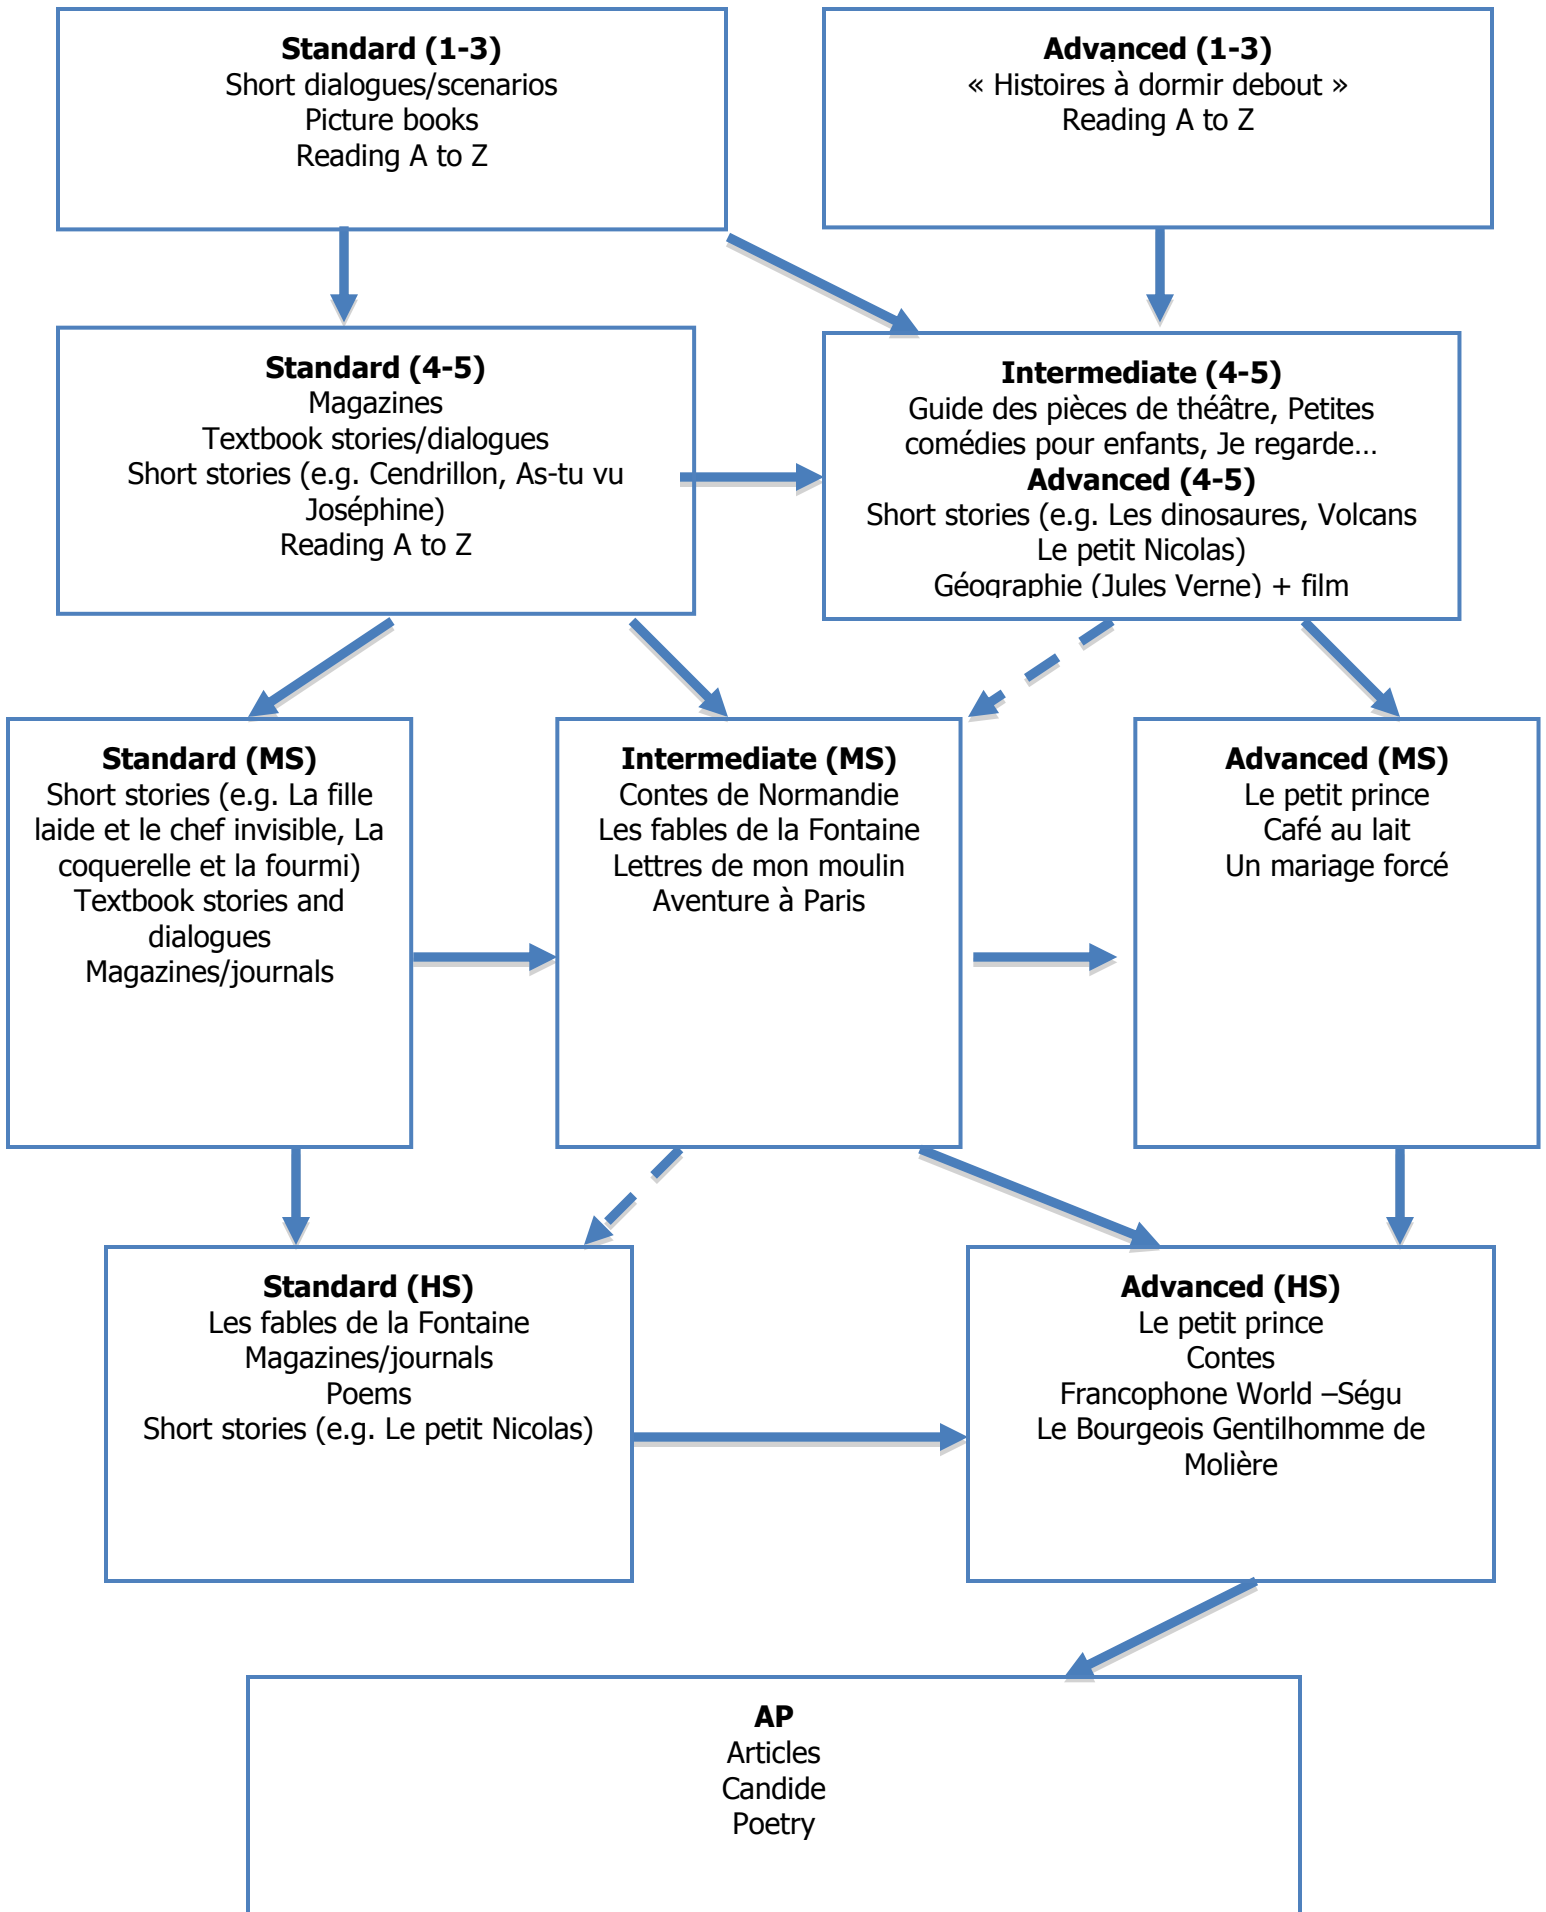 Standard (1-3)
Short dialogues/scenarios
Picture books
Reading A to Z
Advanced (1-3)
« Histoires à dormir debout »
Reading A to Z
Standard (4-5)
Magazines
Textbook stories/dialogues
Short stories (e.g. Cendrillon, As-tu vu
Joséphine)
Reading A to Z
Intermediate (4-5)
Guide des pièces de théâtre, Petites
comédies pour enfants, Je regarde…
Advanced (4-5)
Short stories (e.g. Les dinosaures, Volcans
Le petit Nicolas)
Géographie (Jules Verne) + film
Standard (MS)
Short stories (e.g. La fille
laide et le chef invisible, La
coquerelle et la fourmi)
Textbook stories and
dialogues
Magazines/journals
Intermediate (MS)
Contes de Normandie
Les fables de la Fontaine
Lettres de mon moulin
Aventure à Paris
Advanced (MS)
Le petit prince
Café au lait
Un mariage forcé
Standard (HS)
Les fables de la Fontaine
Magazines/journals
Poems
Short stories (e.g. Le petit Nicolas)
Advanced (HS)
Le petit prince
Contes
Francophone World –Ségu
Le Bourgeois Gentilhomme de
Molière
AP
Articles
Candide
Poetry